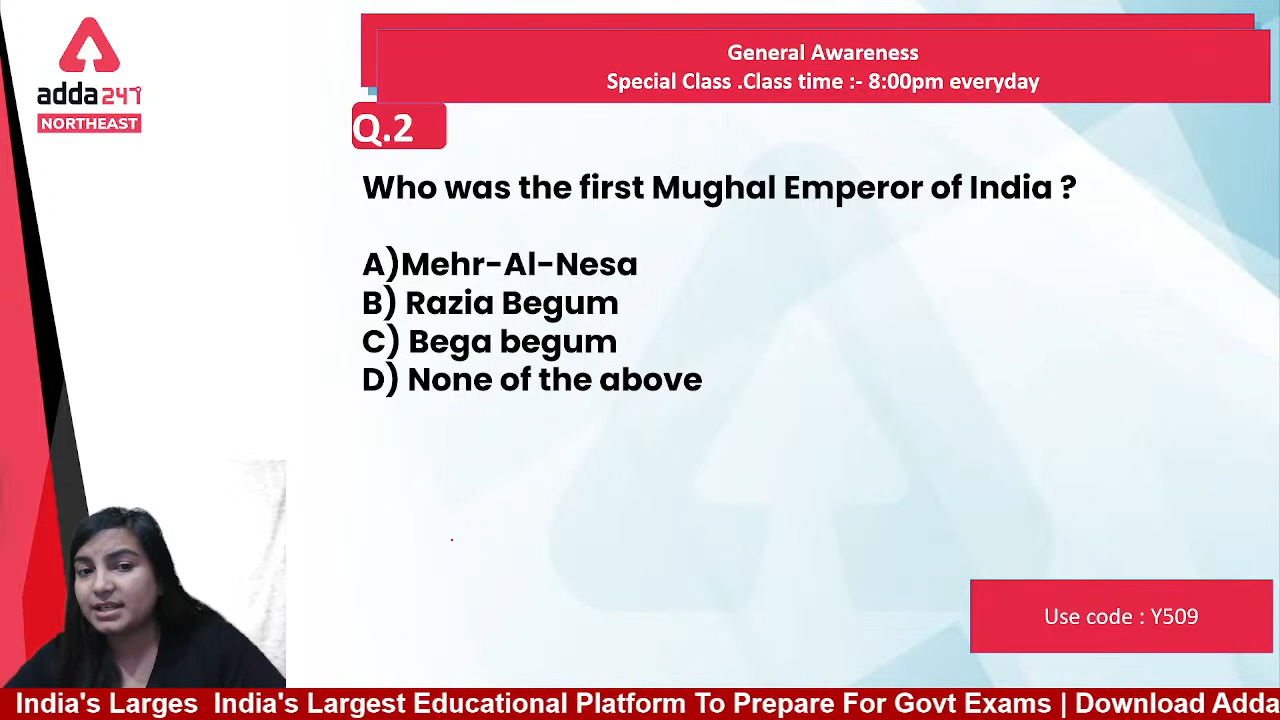 adda247
NORTHEAST
General Awareness
Special Class .Class time :- 8:00pm everyday
Q.2
Who was the first Mughal Emperor of India ?
A)Mehr-Al-Nesa
B) Razia Begum
C) Bega begum
D) None of the above
Use code : Y509
India's Larges India's Largest Educational Platform To Prepare For Govt Exams | Download Adda